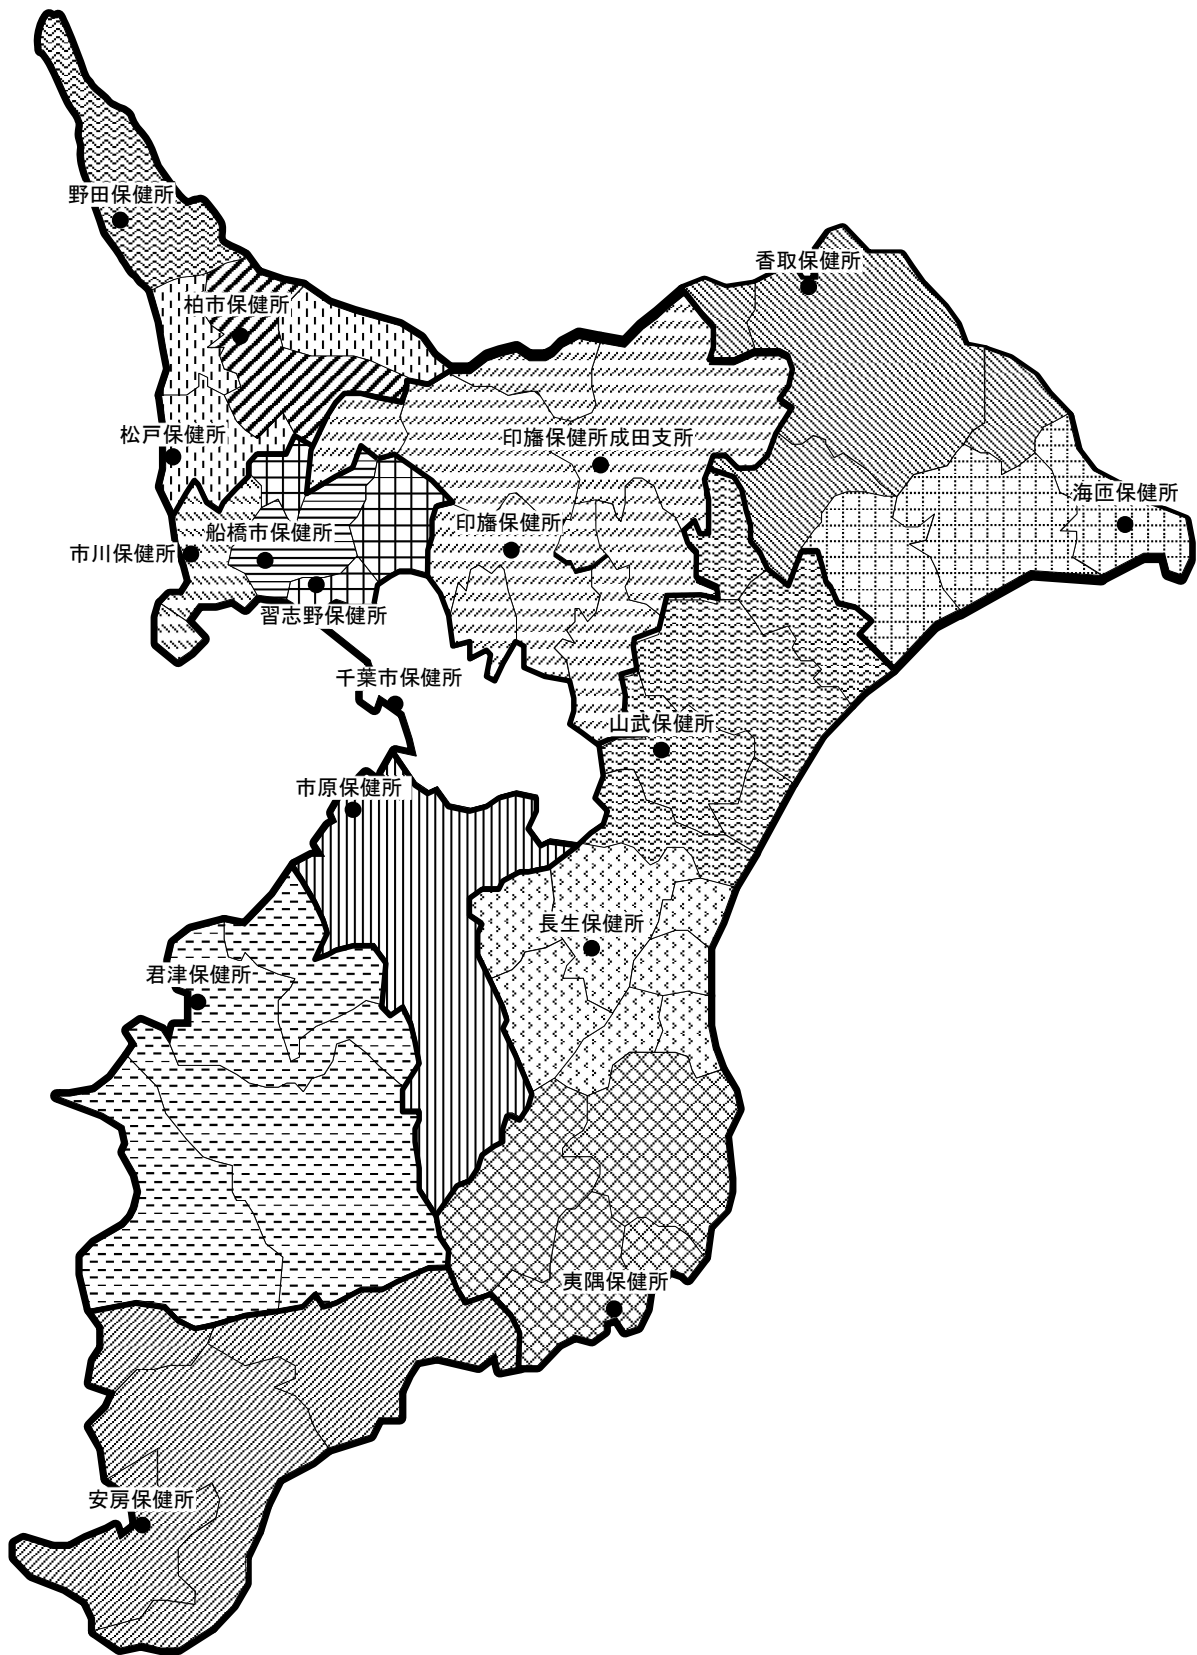 野田保健所
香取保健所
柏市保健所
松戸保健所
印旛保健所成田支所
海匝保健所
船橋市保健所
印旛保健所
市川保健所
習志野保健所
千葉市保健所
山武保健所
市原保健所
長生保健所
君津保健所
夷隅保健所
安房保健所